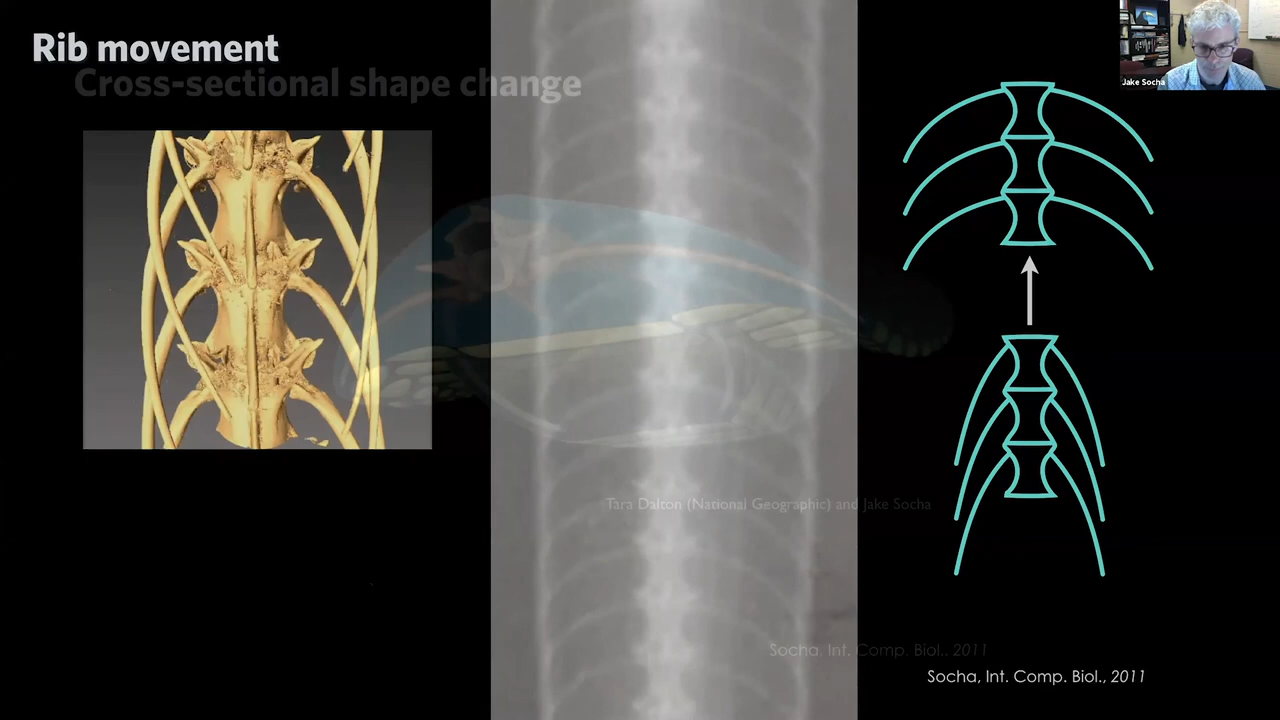 Rib movement
Cross-sectional shape change
Jake Socha
Tara Dalton (National Geographic) and Jake Socha
Socha, Int. Comp. Biol., 2011
Socha, Int. Comp. Biol., 2011